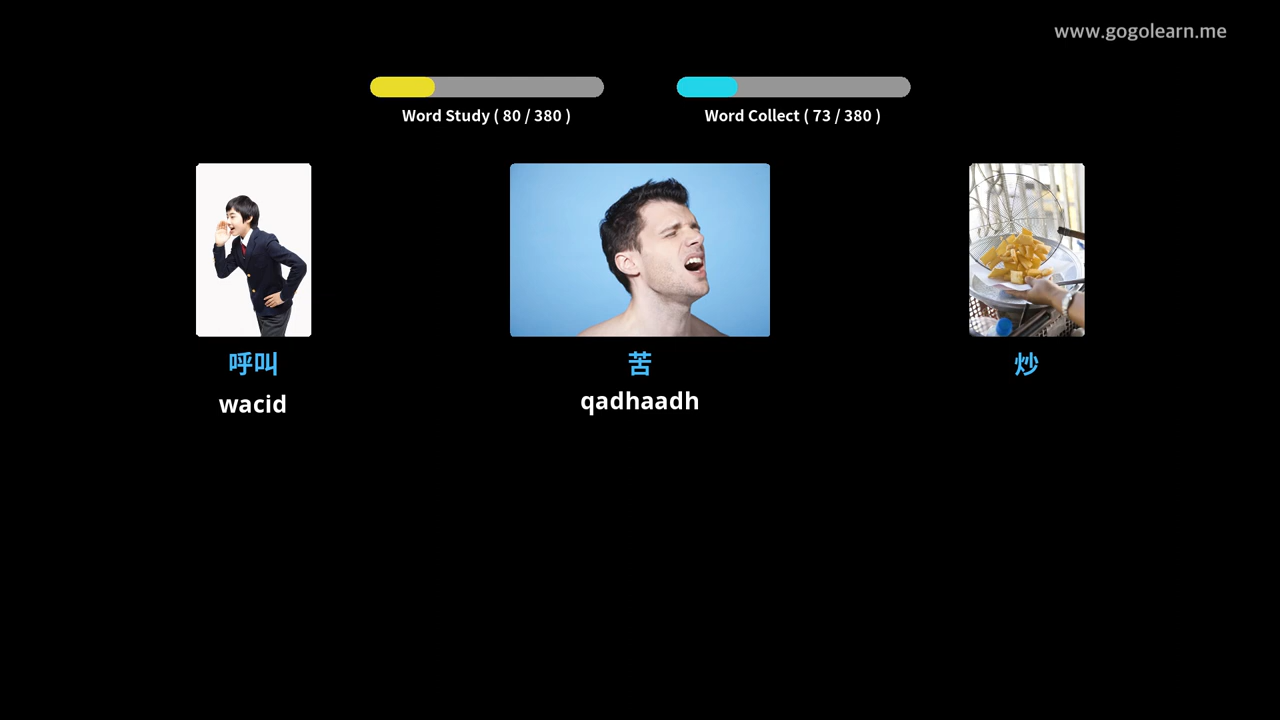 www.gogolearn.me
Word Study ( 80 / 380 )
Word Collect ( 73 / 380 )
呼叫
wacid
苦
qadhaadh
炒